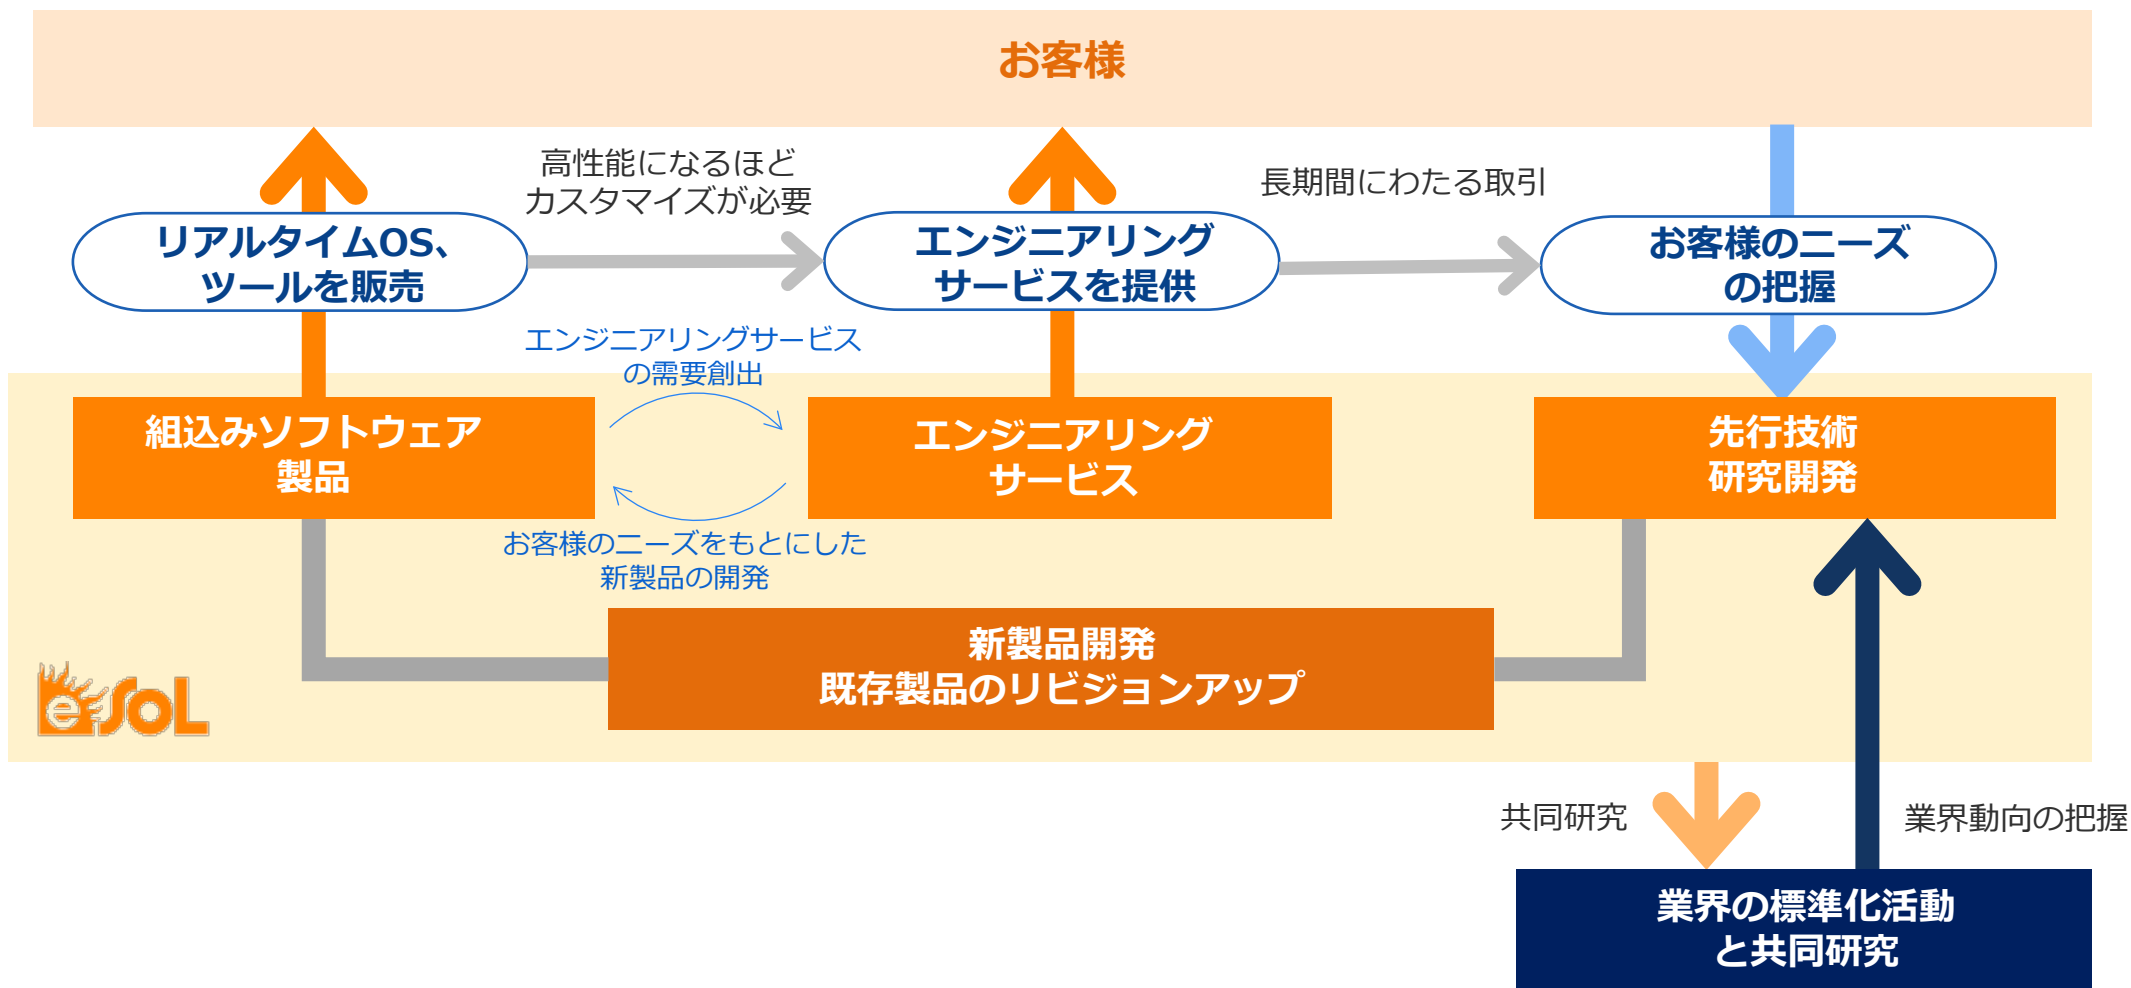 お客様
高性能になるほど
カスタマイズが必要
長期間にわたる取引
リアルタイムOS、
ツールを販売
エンジニアリング
サービスを提供
お客様のニーズ
の把握
エンジニアリングサービス
の需要創出
組込みソフトウェア
製品
エンジニアリング
サービス
先行技術
研究開発
お客様のニーズをもとにした
新製品の開発
新製品開発
既存製品のリビジョンアップ
eSOL
共同研究
業界動向の把握
業界の標準化活動
と共同研究